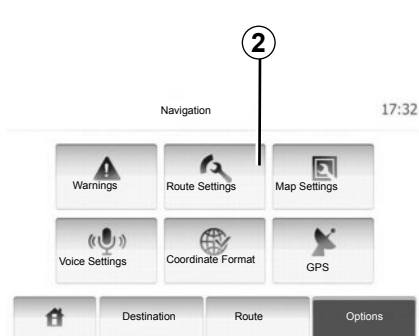 2
Navigation 17:32
Warnings Route Settings Map Settings
Voice Settings Coordinate Format GPS
Destination Route Options